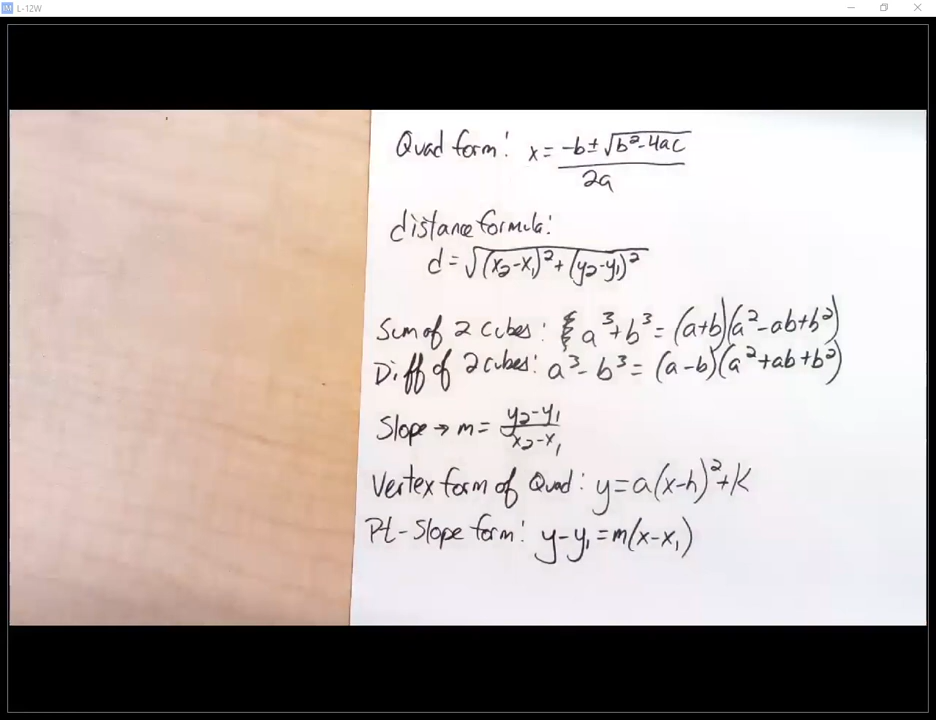 L-12W
Quad form: x = -b ± √b²-4ac
2a
distance formula:
d = √(x₂-x₁)² + (y₂-y₁)²
Sum of 2 cubes: a³+b³ = (a+b)(a²-ab+b²)
Diff of 2 cubes: a³-b³ = (a-b)(a²+ab+b²)
Slope → m = y₂-y₁
x₂-x₁
Vertex form of Quad: y = a(x-h)²+k
Pt-Slope form: y-y₁ = m(x-x₁)